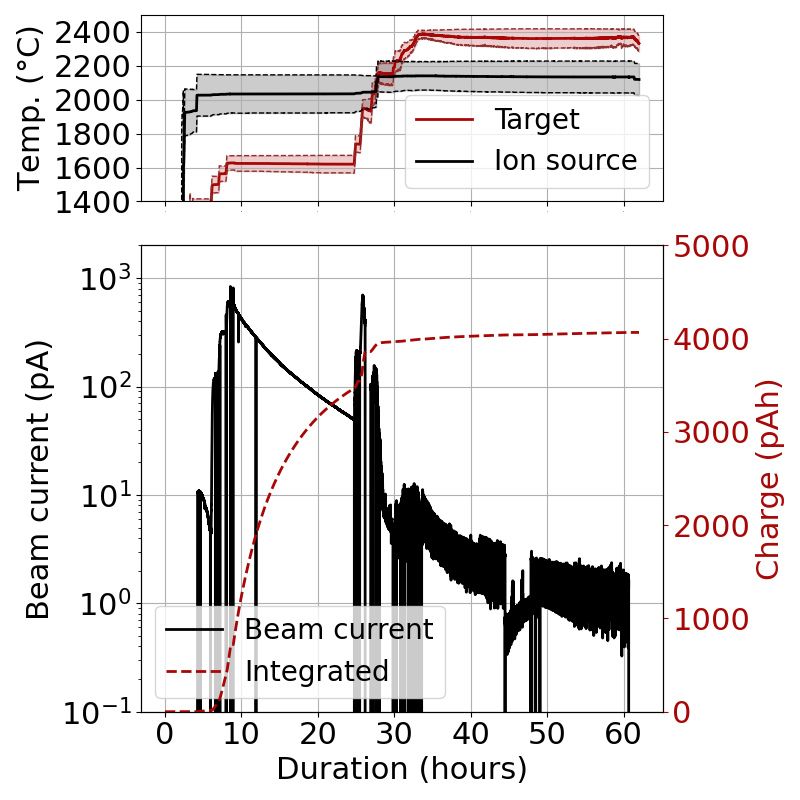 Temp. (°C)
2400
2200
2000
1800
1600
1400
Target
Ion source
Beam current (pA)
10³
10²
10¹
10⁰
10⁻¹
5000
4000
3000
2000
1000
0
Charge (pAh)
Beam current
Integrated
0 10 20 30 40 50 60
Duration (hours)